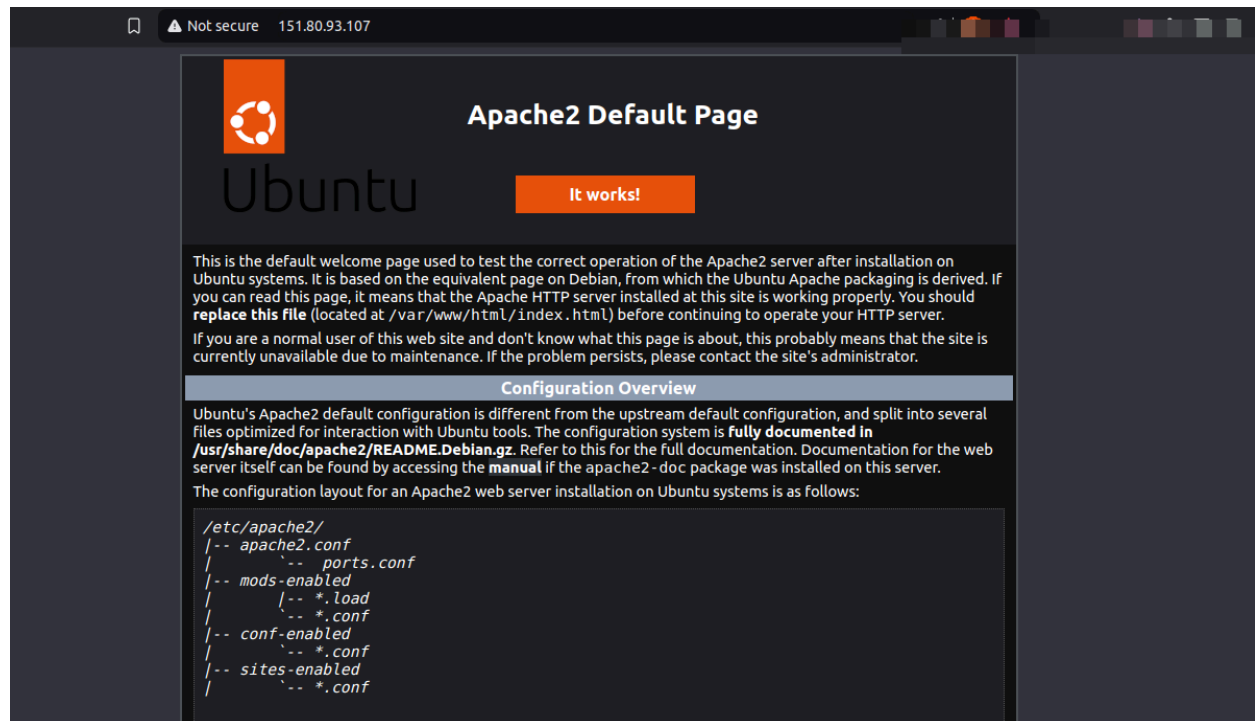 Not secure 151.80.93.107
Apache2 Default Page
Ubuntu
It works!
This is the default welcome page used to test the correct operation of the Apache2 server after installation on
Ubuntu systems. It is based on the equivalent page on Debian, from which the Ubuntu Apache packaging is derived. If
you can read this page, it means that the Apache HTTP server installed at this site is working properly. You should
replace this file (located at /var/www/html/index.html) before continuing to operate your HTTP server.
If you are a normal user of this web site and don't know what this page is about, this probably means that the site is
currently unavailable due to maintenance. If the problem persists, please contact the site's administrator.
Configuration Overview
Ubuntu's Apache2 default configuration is different from the upstream default configuration, and split into several
files optimized for interaction with Ubuntu tools. The configuration system is fully documented in
/usr/share/doc/apache2/README.Debian.gz. Refer to this for the full documentation. Documentation for the web
server itself can be found by accessing the manual if the apache2-doc package was installed on this server.
The configuration layout for an Apache2 web server installation on Ubuntu systems is as follows:
/etc/apache2/
|-- apache2.conf
|       `--  ports.conf
|-- mods-enabled
|       |-- *.load
|       `-- *.conf
|-- conf-enabled
|       `-- *.conf
|-- sites-enabled
|       `-- *.conf